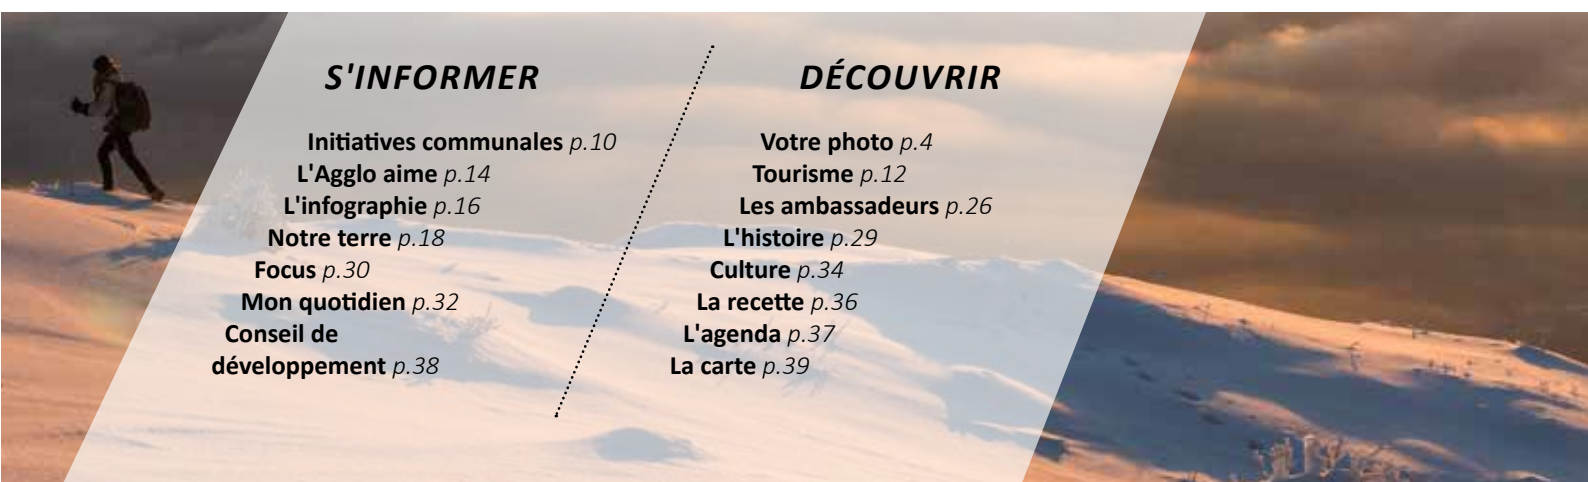 S'INFORMER
Initiatives communales p.10
L'Agglo aime p.14
L'infographie p.16
Notre terre p.18
Focus p.30
Mon quotidien p.32
Conseil de
développement p.38
DÉCOUVRIR
Votre photo p.4
Tourisme p.12
Les ambassadeurs p.26
L'histoire p.29
Culture p.34
La recette p.36
L'agenda p.37
La carte p.39